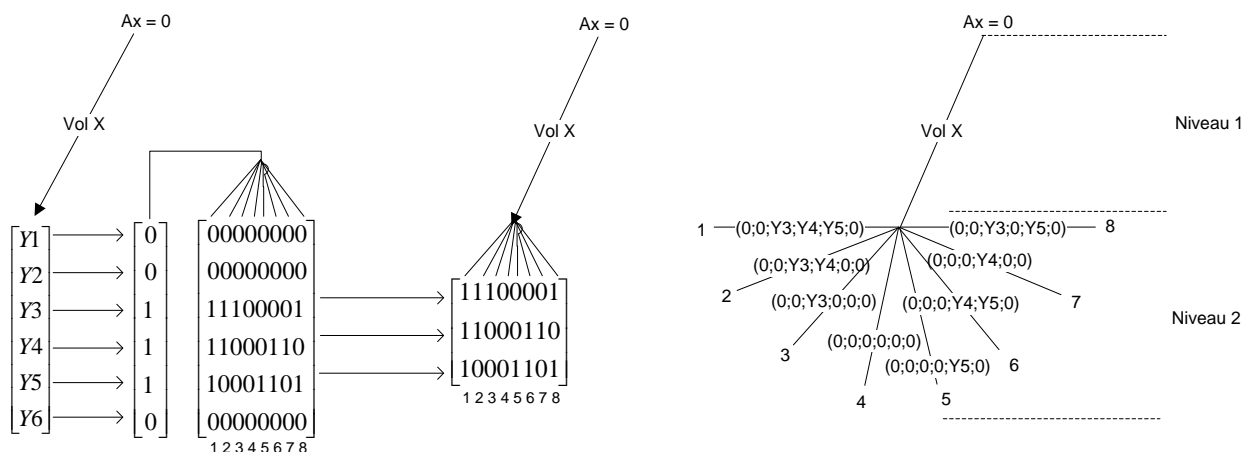 Ax = 0
Vol X
Y1
Y2
Y3
Y4
Y5
Y6
0
0
1
1
1
0
00000000
00000000
11100001
11000110
10001101
00000000
1 2 3 4 5 6 7 8
Ax = 0
Vol X
11100001
11000110
10001101
1 2 3 4 5 6 7 8
Ax = 0
Vol X
Niveau 1
1 (0;0;Y3;Y4;Y5;0) (0;0;Y3;0;Y5;0) 8
(0;0;Y3;Y4;0;0) (0;0;0;Y4;0;0)
2 7
(0;0;Y3;0;0;0) (0;0;0;Y4;Y5;0)
3 6
(0;0;0;0;0;0)
(0;0;0;0;Y5;0)
4 5
Niveau 2